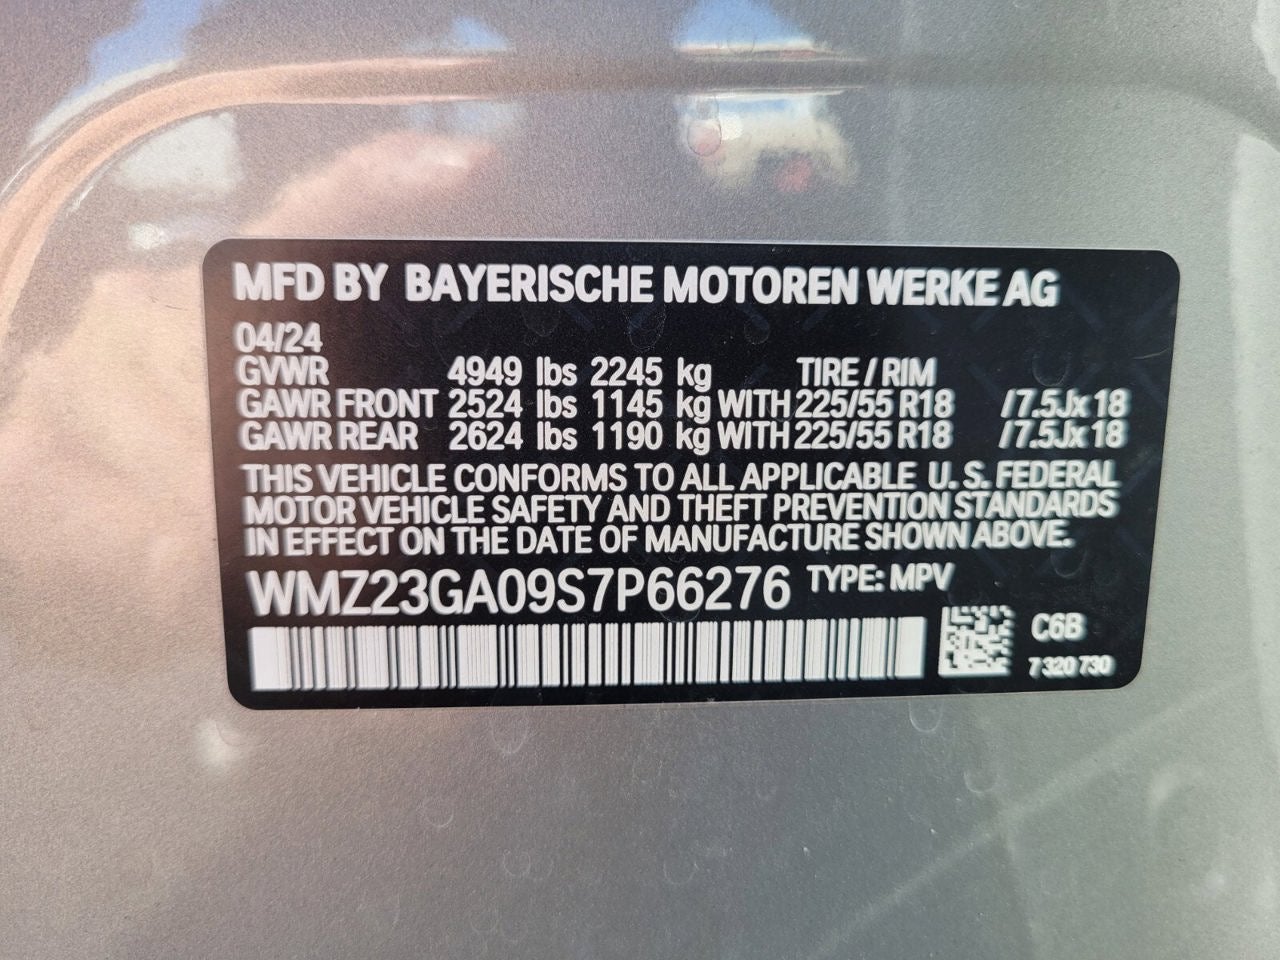 MFD BY BAYERISCHE MOTOREN WERKE AG
04/24
GVWR 4949 lbs 2245 kg TIRE / RIM
GAWR FRONT 2524 lbs 1145 kg WITH 225/55 R18 /7.5Jx18
GAWR REAR 2624 lbs 1190 kg WITH 225/55 R18 /7.5Jx18
THIS VEHICLE CONFORMS TO ALL APPLICABLE U. S. FEDERAL
MOTOR VEHICLE SAFETY AND THEFT PREVENTION STANDARDS
IN EFFECT ON THE DATE OF MANUFACTURE SHOWN ABOVE.
WMZ23GA09S7P66276 TYPE: MPV
C6B
7 320 730